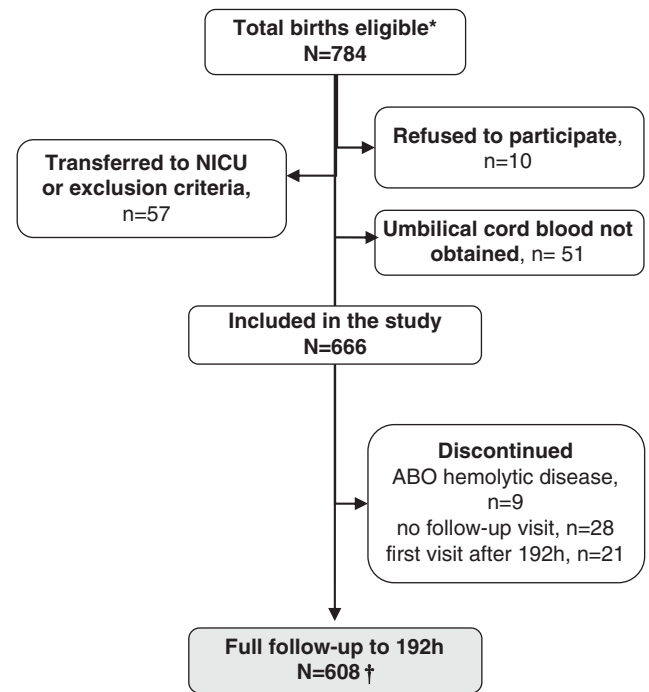 Total births eligible*
N=784
Refused to participate,
n=10
Transferred to NICU
or exclusion criteria,
n=57
Umbilical cord blood not
obtained, n= 51
Included in the study
N=666
Discontinued
ABO hemolytic disease,
n=9
no follow-up visit, n=28
first visit after 192h, n=21
Full follow-up to 192h
N=608 †